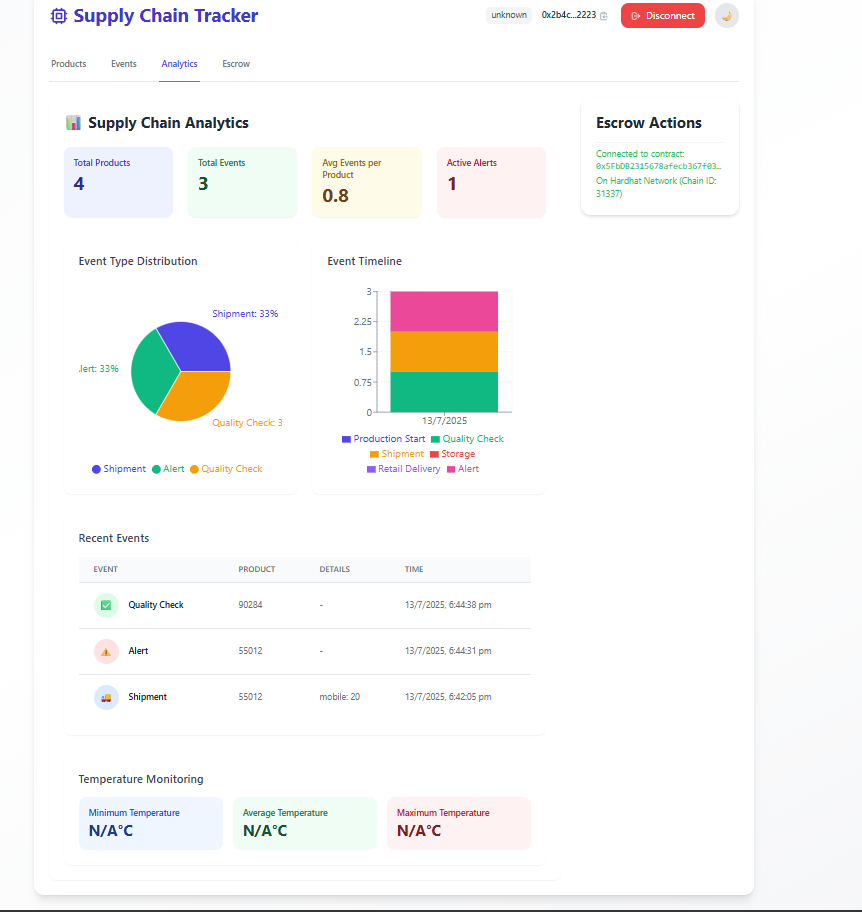 Supply Chain Tracker
unknown
0x2b4c...2223
Disconnect
Products Events Analytics Escrow
Supply Chain Analytics
Total Products
4
Total Events
3
Avg Events per
Product
0.8
Active Alerts
1
Escrow Actions
Connected to contract:
0x5FbDB2315678afecb367f03…
On Hardhat Network (Chain ID:
31337)
Event Type Distribution
Shipment: 33%
lert: 33%
Quality Check: 3
Shipment Alert Quality Check
Event Timeline
3
2.25
1.5
0.75
0
13/7/2025
Production Start Quality Check
Shipment Storage
Retail Delivery Alert
Recent Events
EVENT PRODUCT DETAILS TIME
Quality Check 90284 - 13/7/2025, 6:44:38 pm
Alert 55012 - 13/7/2025, 6:44:31 pm
Shipment 55012 mobile: 20 13/7/2025, 6:42:05 pm
Temperature Monitoring
Minimum Temperature
N/A°C
Average Temperature
N/A°C
Maximum Temperature
N/A°C